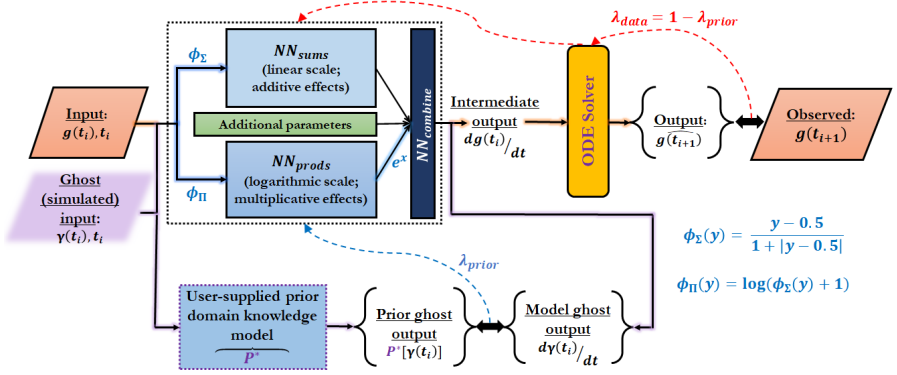 λ_data = 1 − λ_prior
Input:
g(t_i), t_i
Ghost
(simulated)
input:
γ(t_i), t_i
ϕ_Σ
NN_sums
(linear scale;
additive effects)
Additional parameters
ϕ_Π
NN_prods
(logarithmic scale;
multiplicative effects)
e^x
NN_combine
Intermediate
output
dg(t_i)/dt
ODE Solver
Output:
g(t_{i+1})
Observed:
g(t_{i+1})
ϕ_Σ(y) = (y − 0.5) / (1 + |y − 0.5|)
ϕ_Π(y) = log(ϕ_Σ(y) + 1)
λ_prior
User-supplied prior
domain knowledge
model
P*
Prior ghost
output
P*[γ(t_i)]
Model ghost
output
dγ(t_i)/dt